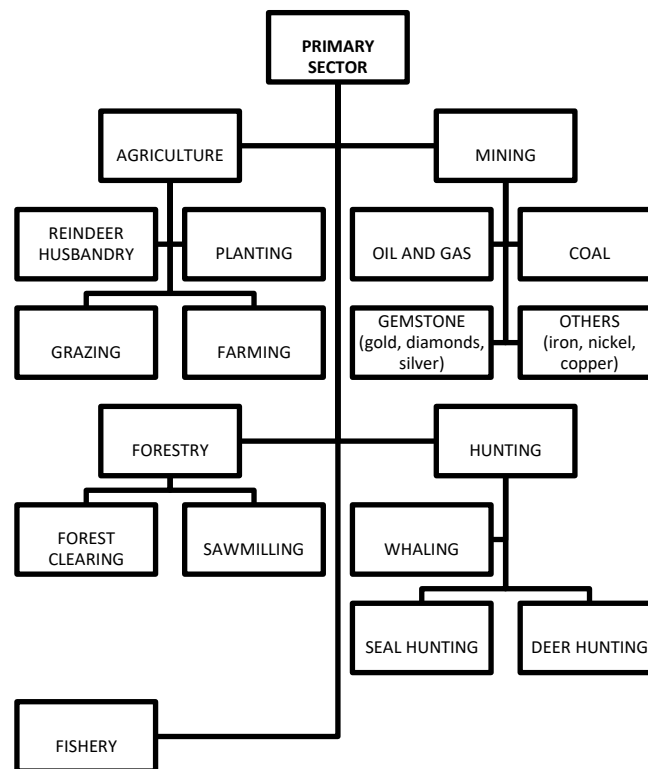 PRIMARY
SECTOR
AGRICULTURE
MINING
REINDEER
HUSBANDRY
PLANTING
OIL AND GAS
COAL
GRAZING
FARMING
GEMSTONE
(gold, diamonds,
silver)
OTHERS
(iron, nickel,
copper)
FORESTRY
HUNTING
FOREST
CLEARING
SAWMILLING
WHALING
SEAL HUNTING
DEER HUNTING
FISHERY